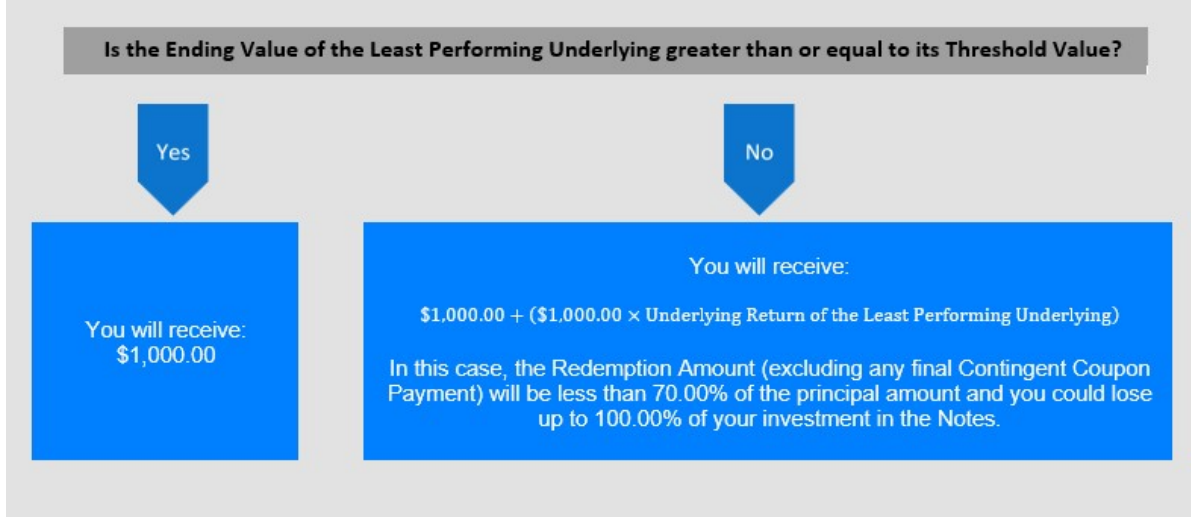 Is the Ending Value of the Least Performing Underlying greater than or equal to its Threshold Value?
Yes
No
You will receive:
$1,000.00
You will receive:
$1,000.00 + ($1,000.00 × Underlying Return of the Least Performing Underlying)
In this case, the Redemption Amount (excluding any final Contingent Coupon
Payment) will be less than 70.00% of the principal amount and you could lose
up to 100.00% of your investment in the Notes.